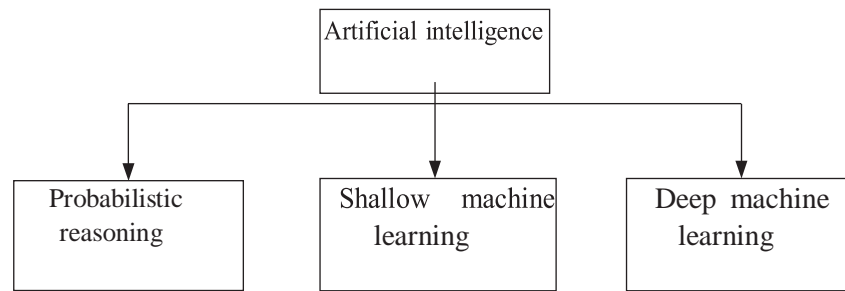 Artificial intelligence
Probabilistic
reasoning
Shallow machine
learning
Deep machine
learning